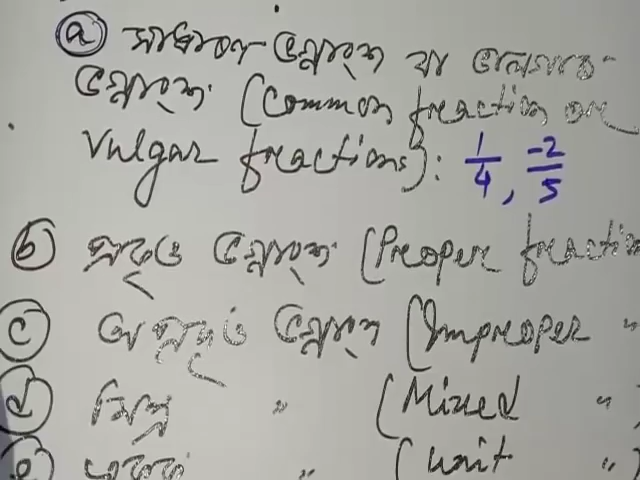 (a) সাধারণ ভগ্নাংশ বা
ভগ্নাংশ (Common fraction or
Vulgar fractions): 1/4, -2/5
(b) প্রকৃত ভগ্নাংশ (Proper fraction
(c) অপ্রকৃত ভগ্নাংশ (Improper "
(d) মিশ্র " (Mixed ")
(e) একক " (Unit ")